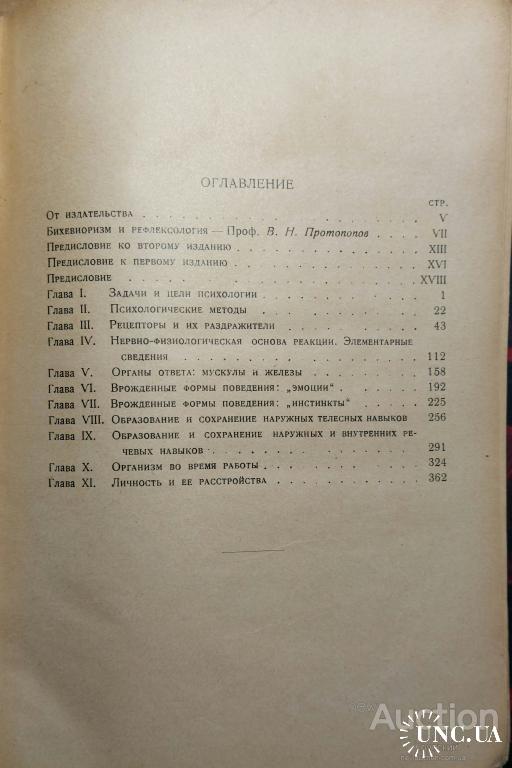 ОГЛАВЛЕНИЕ
СТР.
От издательства . . . . . . . . . . . . . . . . . V
Бихевиоризм и рефлексология — Проф. В. Н. Протопопов . . . . VII
Предисловие ко второму изданию . . . . . . . . . . . XIII
Предисловие к первому изданию . . . . . . . . . . . XVI
Предисловие . . . . . . . . . . . . . . . . . XVIII
Глава I. Задачи и цели психологии . . . . . . . . . . 1
Глава II. Психологические методы . . . . . . . . . . 22
Глава III. Рецепторы и их раздражители . . . . . . . . 43
Глава IV. Нервно-физиологическая основа реакции. Элементарные
сведения . . . . . . . . . . . . . . . 112
Глава V. Органы ответа: мускулы и железы . . . . . . . 158
Глава VI. Врожденные формы поведения: „эмоции“ . . . . . 192
Глава VII. Врожденные формы поведения: „инстинкты“ . . . . 225
Глава VIII. Образование и сохранение наружных телесных навыков 256
Глава IX. Образование и сохранение наружных и внутренних ре-
чевых навыков . . . . . . . . . . . . . 291
Глава X. Организм во время работы . . . . . . . . . . 324
Глава XI. Личность и ее расстройства . . . . . . . . . 362
Auction
UNC.UA